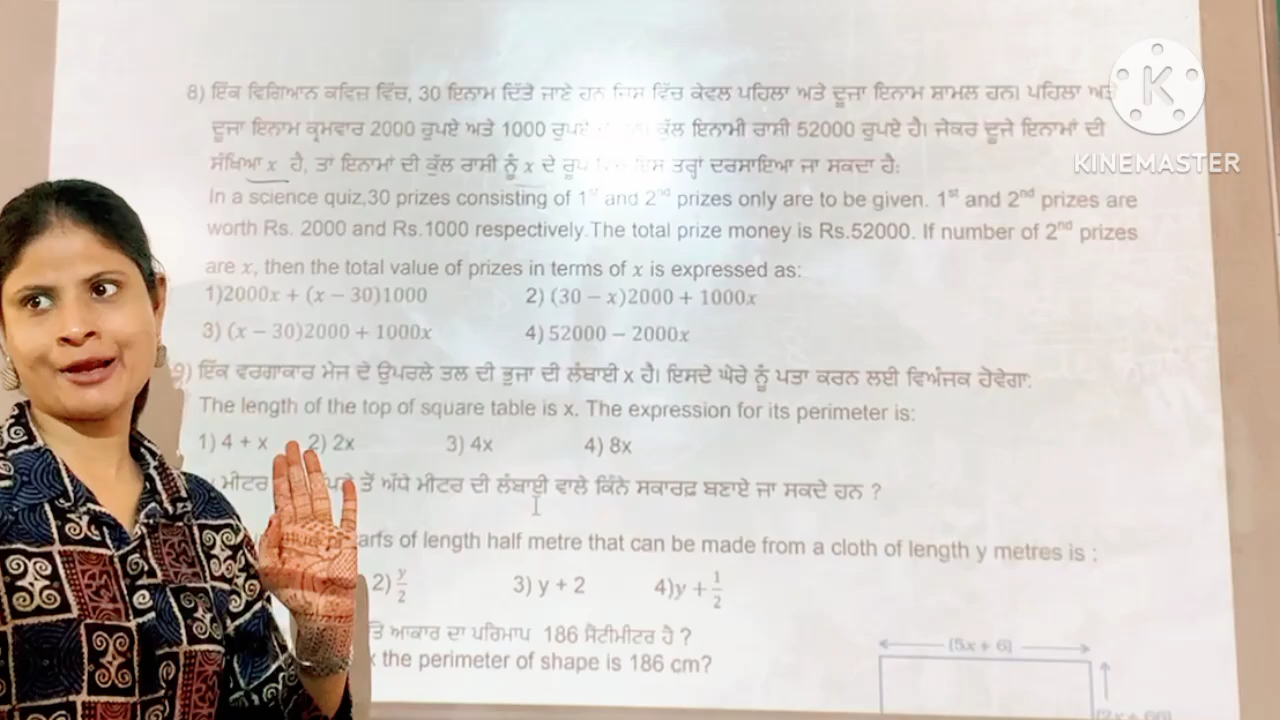 8) ਇੱਕ ਵਿਗਿਆਨ ਕਵਿਜ਼ ਵਿੱਚ, 30 ਇਨਾਮ ਦਿੱਤੇ ਜਾਣੇ ਹਨ ਜਿਸ ਵਿੱਚ ਕੇਵਲ ਪਹਿਲਾ ਅਤੇ ਦੂਜਾ ਇਨਾਮ ਸ਼ਾਮਲ ਹਨ। ਪਹਿਲਾ ਅਤੇ
ਦੂਜਾ ਇਨਾਮ ਕ੍ਰਮਵਾਰ 2000 ਰੁਪਏ ਅਤੇ 1000 ਰੁਪਏ ਕੁੱਲ ਇਨਾਮੀ ਰਾਸ਼ੀ 52000 ਰੁਪਏ ਹੈ। ਜੇਕਰ ਦੂਜੇ ਇਨਾਮਾਂ ਦੀ
ਸੰਖਿਆ x ਹੈ, ਤਾਂ ਇਨਾਮਾਂ ਦੀ ਕੁੱਲ ਰਾਸ਼ੀ ਨੂੰ x ਦੇ ਰੂਪ ਇਸ ਤਰ੍ਹਾਂ ਦਰਸਾਇਆ ਜਾ ਸਕਦਾ ਹੈ:
In a science quiz,30 prizes consisting of 1st and 2nd prizes only are to be given. 1st and 2nd prizes are
worth Rs. 2000 and Rs.1000 respectively.The total prize money is Rs.52000. If number of 2nd prizes
are x, then the total value of prizes in terms of x is expressed as:
1)2000x + (x − 30)1000 2) (30 − x)2000 + 1000x
3) (x − 30)2000 + 1000x 4) 52000 − 2000x
9) ਇੱਕ ਵਰਗਾਕਾਰ ਮੇਜ ਦੇ ਉਪਰਲੇ ਤਲ ਦੀ ਭੁਜਾ ਦੀ ਲੰਬਾਈ x ਹੈ। ਇਸਦੇ ਘੇਰੇ ਨੂੰ ਪਤਾ ਕਰਨ ਲਈ ਵਿਅੰਜਕ ਹੋਵੇਗਾ:
The length of the top of square table is x. The expression for its perimeter is:
1) 4 + x 2) 2x 3) 4x 4) 8x
ਮੀਟਰ ਤੋਂ ਅੱਧੇ ਮੀਟਰ ਦੀ ਲੰਬਾਈ ਵਾਲੇ ਕਿੰਨੇ ਸਕਾਰਫ਼ ਬਣਾਏ ਜਾ ਸਕਦੇ ਹਨ ?
of length half metre that can be made from a cloth of length y metres is :
2) y/2 3) y + 2 4)y + 1/2
ਆਕਾਰ ਦਾ ਪਰਿਮਾਪ 186 ਸੈਂਟੀਮੀਟਰ ਹੈ ?
the perimeter of shape is 186 cm?
(5x + 6)
K
KINEMASTER